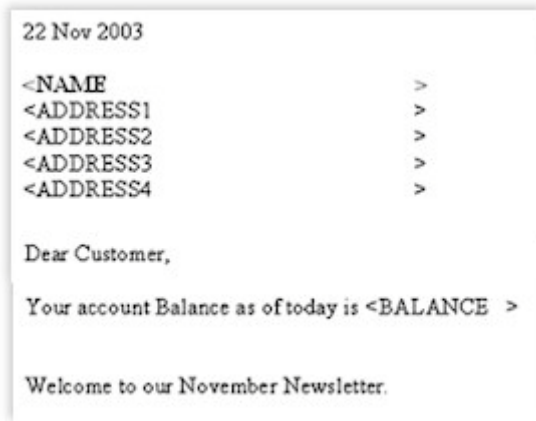 22 Nov 2003
<NAME >
<ADDRESS1 >
<ADDRESS2 >
<ADDRESS3 >
<ADDRESS4 >
Dear Customer,
Your account Balance as of today is <BALANCE >
Welcome to our November Newsletter.